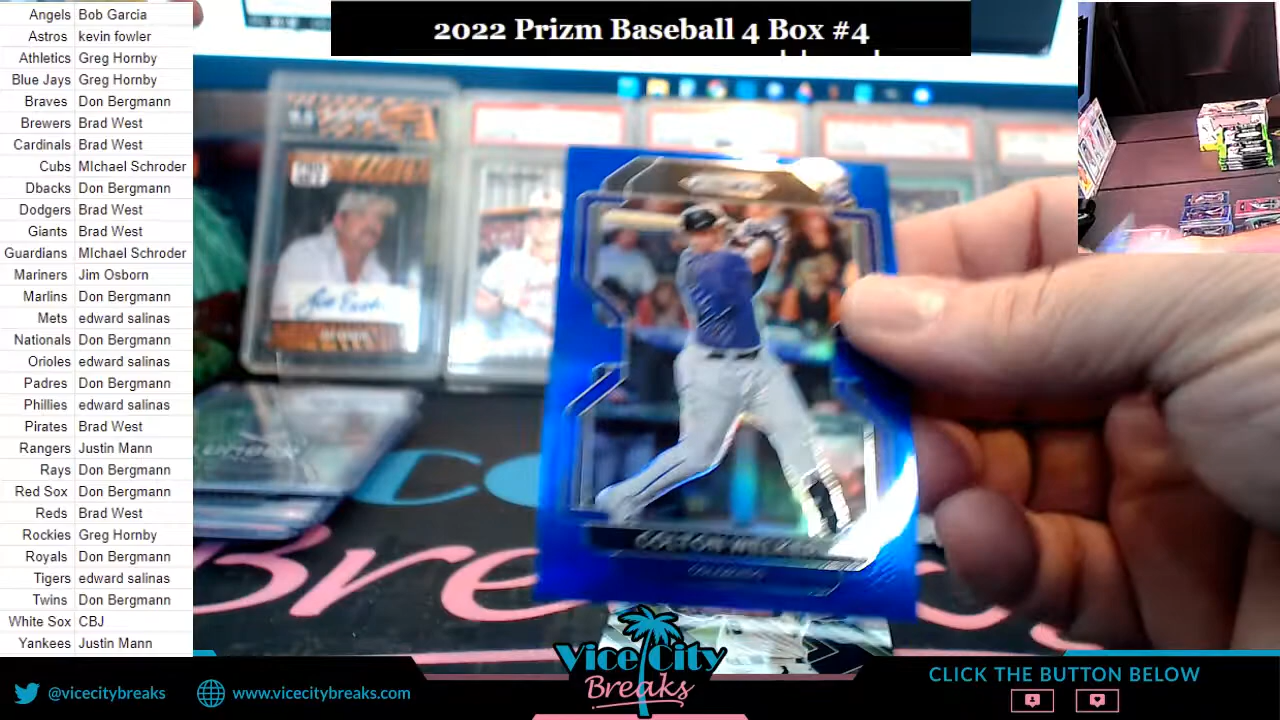 2022 Prizm Baseball 4 Box #4
Angels Bob Garcia
Astros kevin fowler
Athletics Greg Hornby
Blue Jays Greg Hornby
Braves Don Bergmann
Brewers Brad West
Cardinals Brad West
Cubs MIchael Schroder
Dbacks Don Bergmann
Dodgers Brad West
Giants Brad West
Guardians MIchael Schroder
Mariners Jim Osborn
Marlins Don Bergmann
Mets edward salinas
Nationals Don Bergmann
Orioles edward salinas
Padres Don Bergmann
Phillies edward salinas
Pirates Brad West
Rangers Justin Mann
Rays Don Bergmann
Red Sox Don Bergmann
Reds Brad West
Rockies Greg Hornby
Royals Don Bergmann
Tigers edward salinas
Twins Don Bergmann
White Sox CBJ
Yankees Justin Mann
COLTON WELKER
Bre
Vice City
Breaks
@vicecitybreaks
www.vicecitybreaks.com
CLICK THE BUTTON BELOW